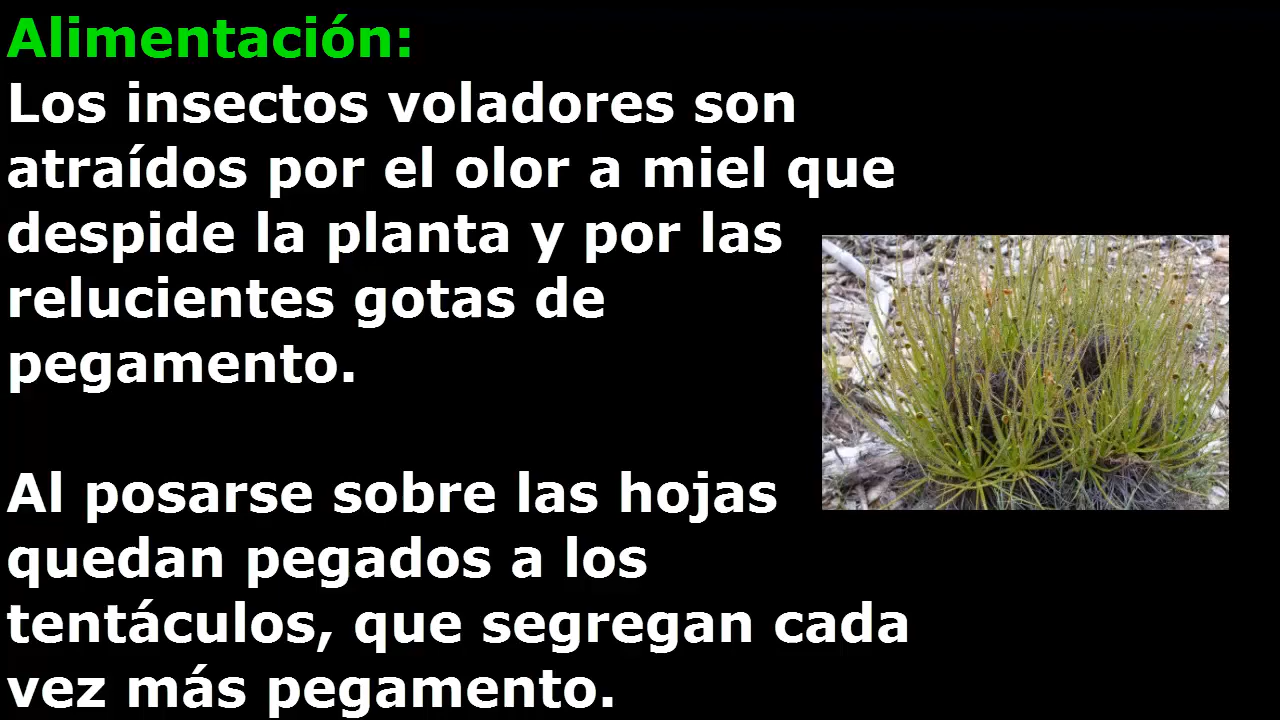 Alimentación:
Los insectos voladores son
atraídos por el olor a miel que
despide la planta y por las
relucientes gotas de
pegamento.
Al posarse sobre las hojas
quedan pegados a los
tentáculos, que segregan cada
vez más pegamento.